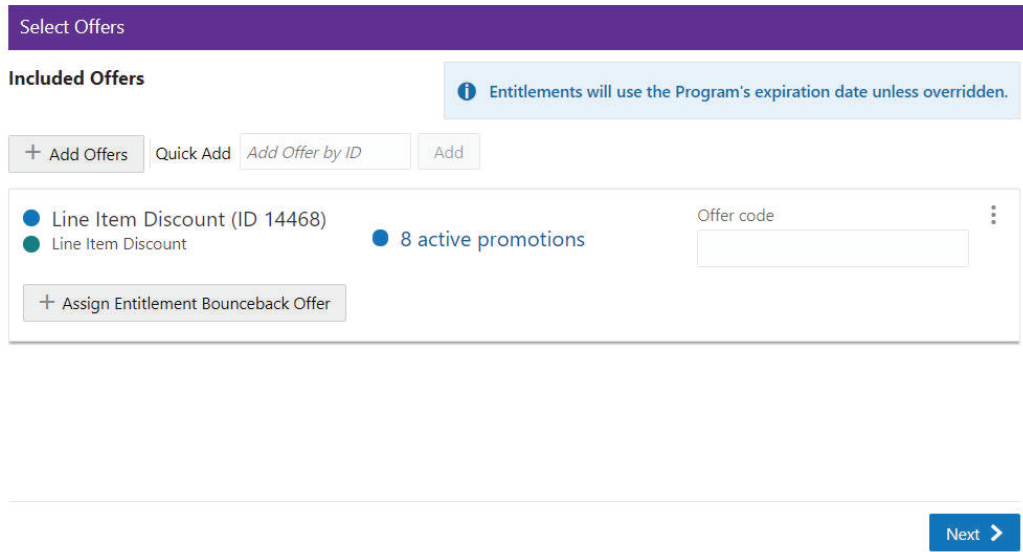 Select Offers
Included Offers
Entitlements will use the Program's expiration date unless overridden.
+ Add Offers
Quick Add
Add Offer by ID
Add
Line Item Discount (ID 14468)
Line Item Discount
8 active promotions
Offer code
+ Assign Entitlement Bounceback Offer
Next